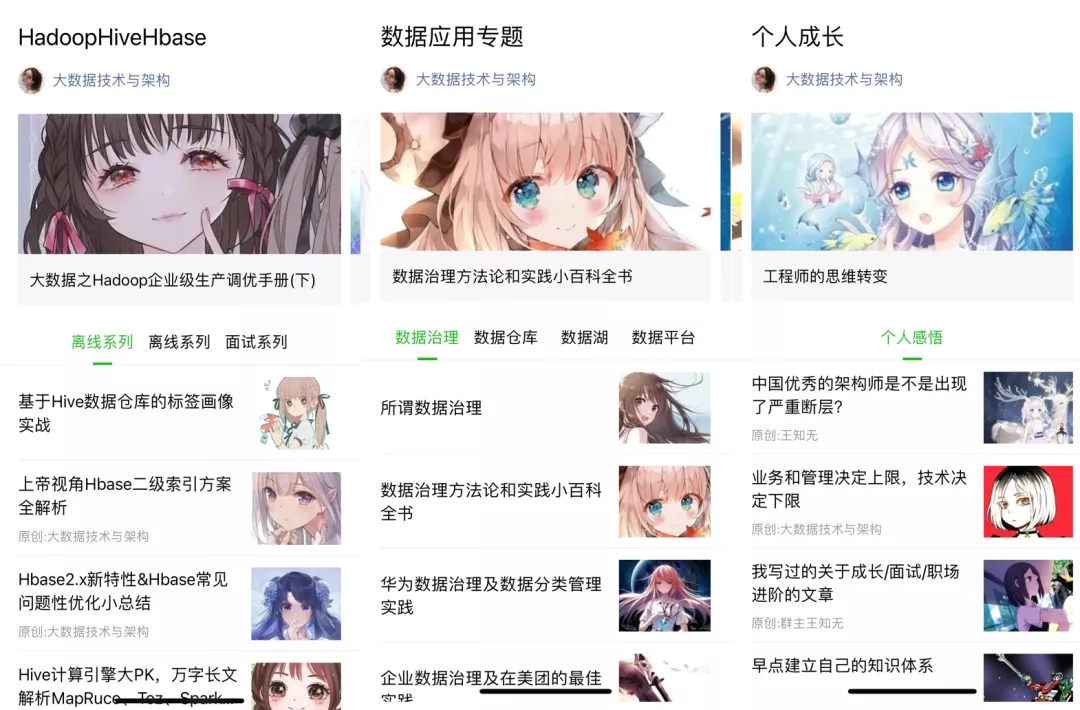 HadoopHiveHbase
大数据技术与架构
大数据之Hadoop企业级生产调优手册(下)
离线系列 离线系列 面试系列
基于Hive数据仓库的标签画像
实战
上帝视角Hbase二级索引方案
全解析
原创:大数据技术与架构
Hbase2.x新特性&Hbase常见
问题性优化小总结
原创:大数据技术与架构
Hive计算引擎大PK，万字长文
解析MapRuce、Tez、Spark...
数据应用专题
大数据技术与架构
数据治理方法论和实践小百科全书
数据治理 数据仓库 数据湖 数据平台
所谓数据治理
数据治理方法论和实践小百科
全书
华为数据治理及数据分类管理
实践
企业数据治理及在美团的最佳
实践
个人成长
大数据技术与架构
工程师的思维转变
个人感悟
中国优秀的架构师是不是出现
了严重断层?
原创:王知无
业务和管理决定上限，技术决
定下限
原创:大数据技术与架构
我写过的关于成长/面试/职场
进阶的文章
原创:群主王知无
早点建立自己的知识体系